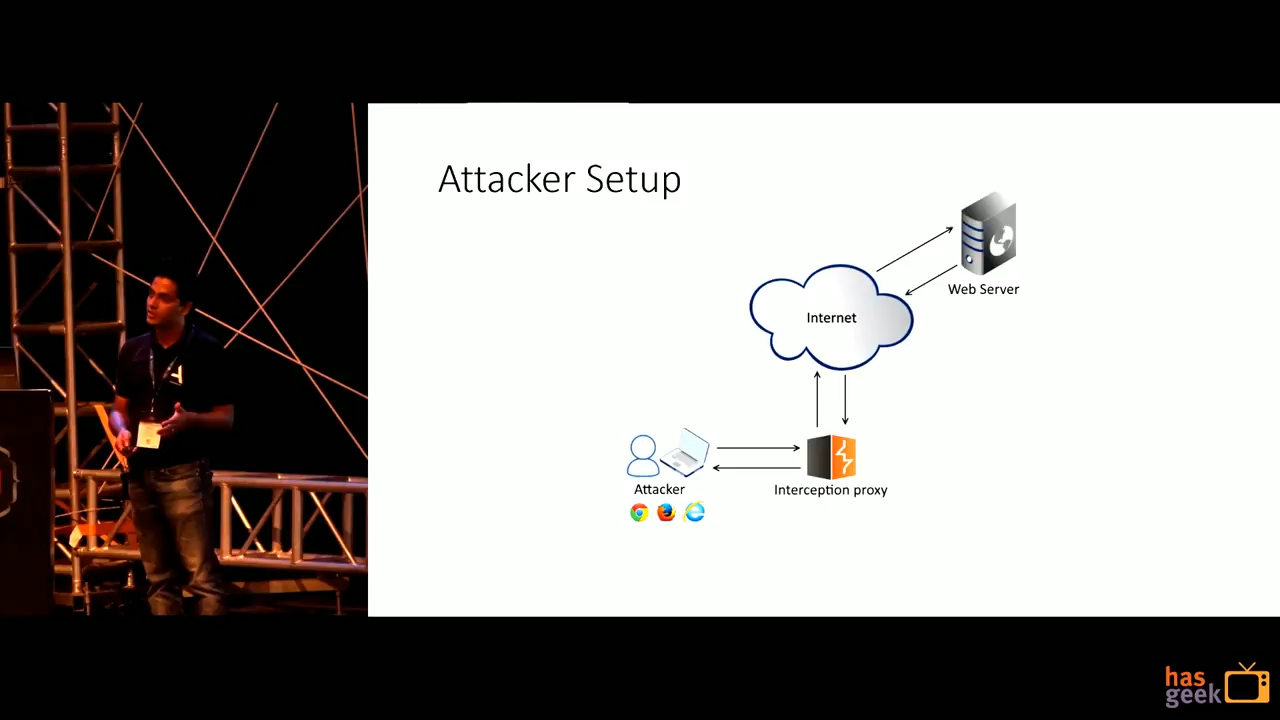 Attacker Setup
Web Server
Internet
Attacker
Interception proxy
has
geek